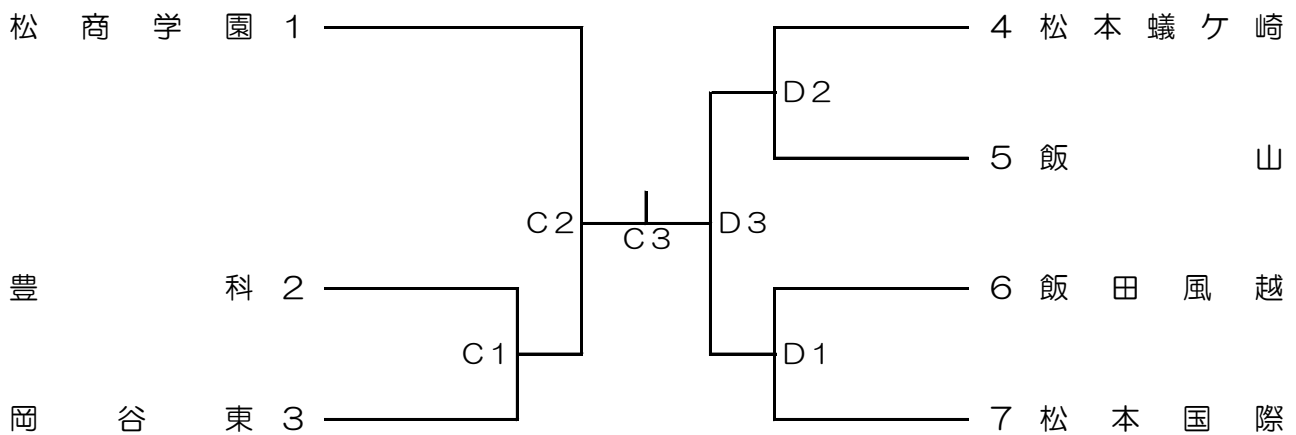 松商学園 1
4 松本蟻ケ崎
D2
5 飯山
C2
C3
D3
豊科 2
6 飯田風越
C1
D1
岡谷東 3
7 松本国際